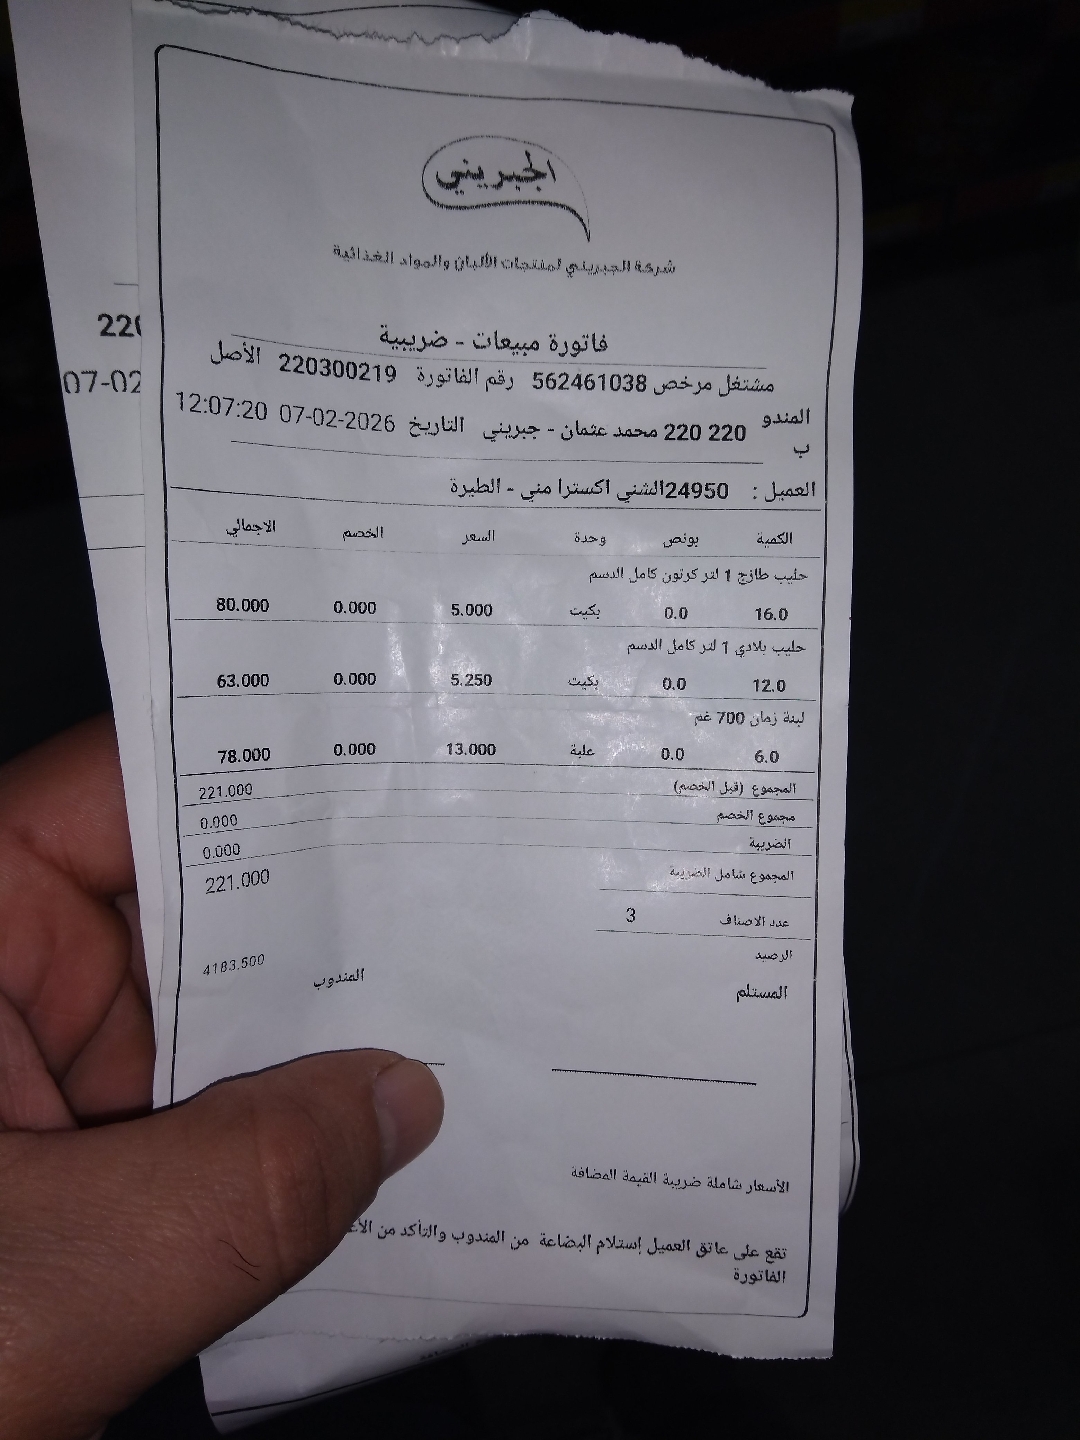 الجبريني
شركة الجبريني لمنتجات الألبان والمواد الغذائية
فاتورة مبيعات - ضريبية
مشتغل مرخص 562461038 رقم الفاتورة 220300219 الأصل
المندوب 220 220 محمد عثمان - جبريني التاريخ 07-02-2026 12:07:20
العميل : 24950الشني اكسترا مني - الطيرة
الكمية بونص وحدة السعر الخصم الاجمالي
حليب طازج 1 لتر كرتون كامل الدسم
16.0 0.0 بكيت 5.000 0.000 80.000
حليب بلادي 1 لتر كامل الدسم
12.0 0.0 بكيت 5.250 0.000 63.000
لبنة زمان 700 غم
6.0 0.0 علبة 13.000 0.000 78.000
المجموع (قبل الخصم) 221.000
مجموع الخصم 0.000
الضريبة 0.000
المجموع شامل الضريبة 221.000
عدد الاصناف 3
الرصيد 4183.500
المستلم المندوب
الأسعار شاملة ضريبة القيمة المضافة
تقع على عاتق العميل إستلام البضاعة من المندوب والتأكد من
الفاتورة
220
07-02